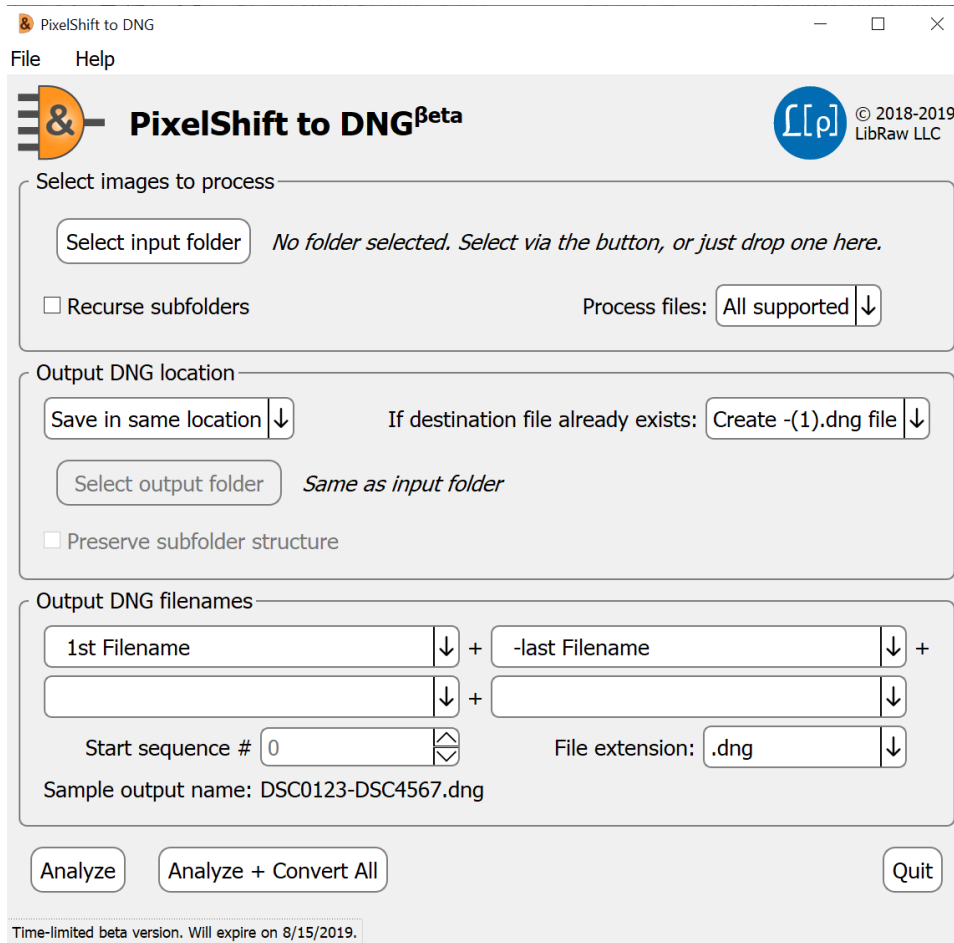 & PixelShift to DNG
File Help
& PixelShift to DNGβeta
∫[ρ] © 2018-2019
LibRaw LLC
Select images to process
Select input folder No folder selected. Select via the button, or just drop one here.
Recurse subfolders Process files: All supported
Output DNG location
Save in same location If destination file already exists: Create -(1).dng file
Select output folder Same as input folder
Preserve subfolder structure
Output DNG filenames
1st Filename + -last Filename +
+
Start sequence # 0 File extension: .dng
Sample output name: DSC0123-DSC4567.dng
Analyze Analyze + Convert All Quit
Time-limited beta version. Will expire on 8/15/2019.